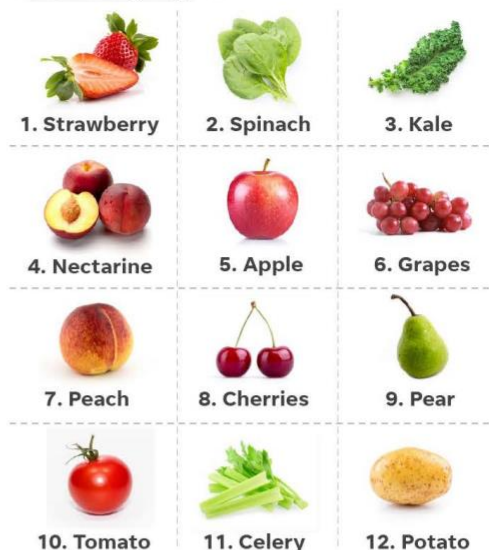 1. Strawberry
2. Spinach
3. Kale
4. Nectarine
5. Apple
6. Grapes
7. Peach
8. Cherries
9. Pear
10. Tomato
11. Celery
12. Potato